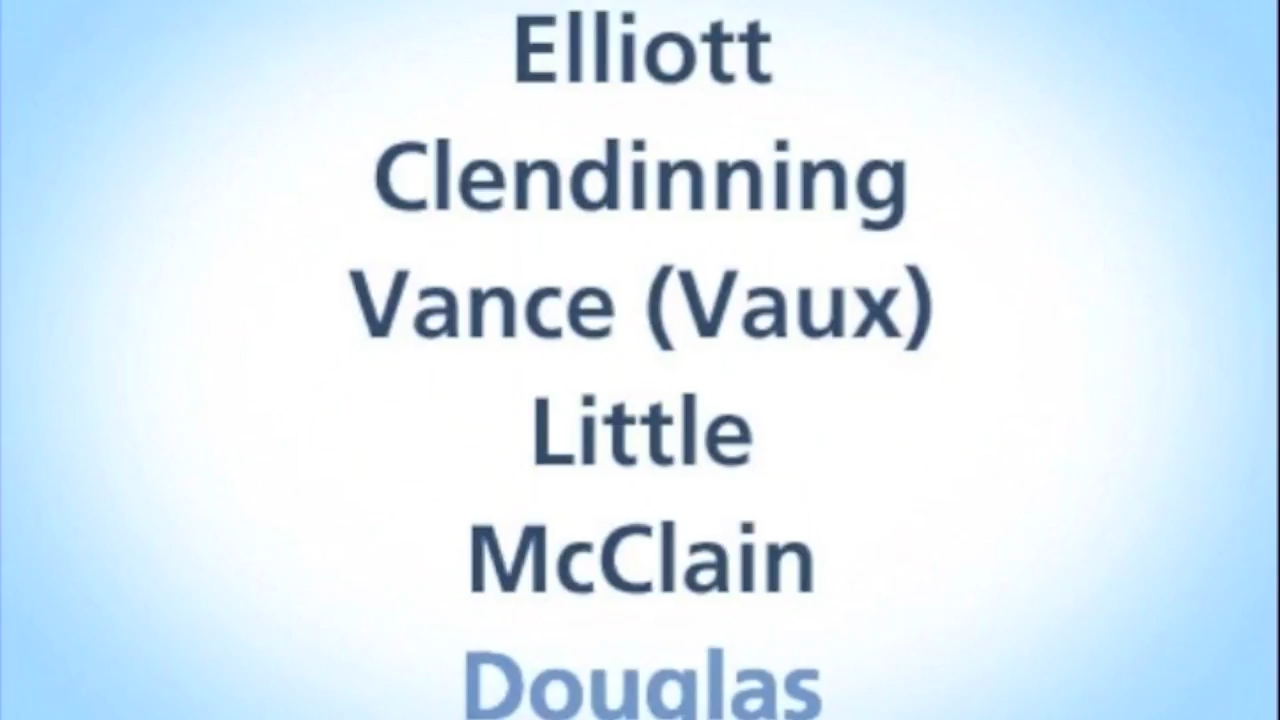 Elliott
Clendinning
Vance (Vaux)
Little
McClain
Douglas